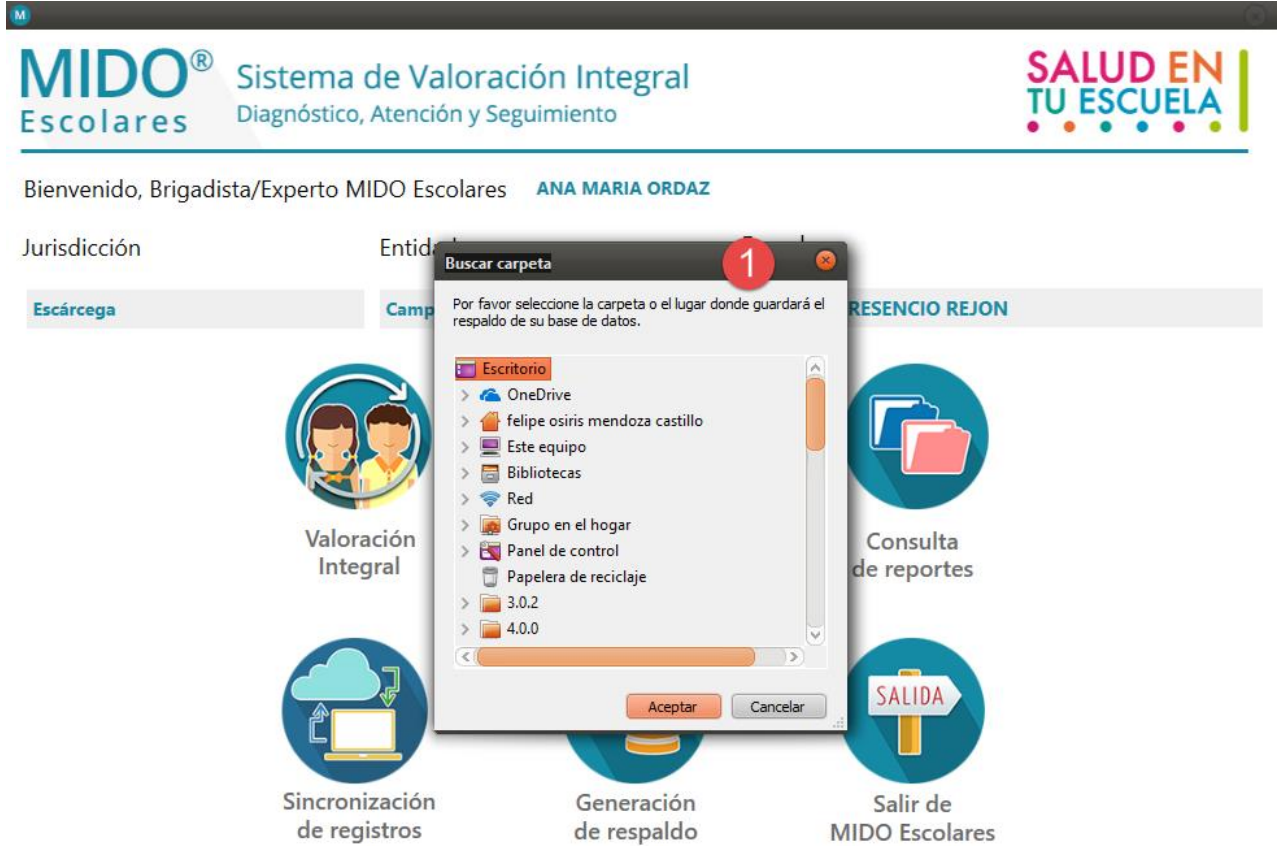 M
MIDO®
Escolares
Sistema de Valoración Integral
Diagnóstico, Atención y Seguimiento
SALUD EN
TU ESCUELA
Bienvenido, Brigadista/Experto MIDO Escolares ANA MARIA ORDAZ
Jurisdicción
Escárcega
Buscar carpeta
1
Por favor seleccione la carpeta o el lugar donde guardará el
respaldo de su base de datos.
Escritorio
OneDrive
felipe osiris mendoza castillo
Este equipo
Bibliotecas
Red
Grupo en el hogar
Panel de control
Papelera de reciclaje
3.0.2
4.0.0
Aceptar Cancelar
REJON
Valoración
Integral
Consulta
de reportes
SALIDA
Sincronización
de registros
Generación
de respaldo
Salir de
MIDO Escolares